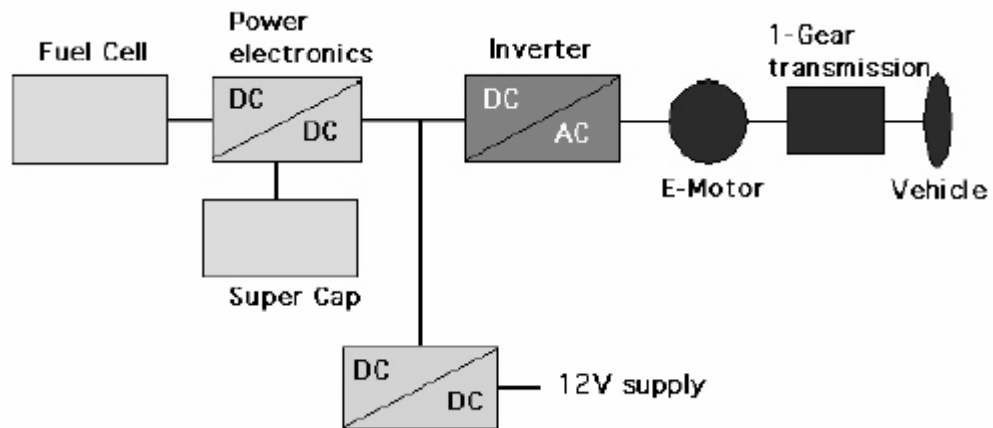 Fuel Cell
Power
electronics
DC
DC
Inverter
DC
AC
1-Gear
transmission
E-Motor
Vehicle
Super Cap
DC
DC
12V supply